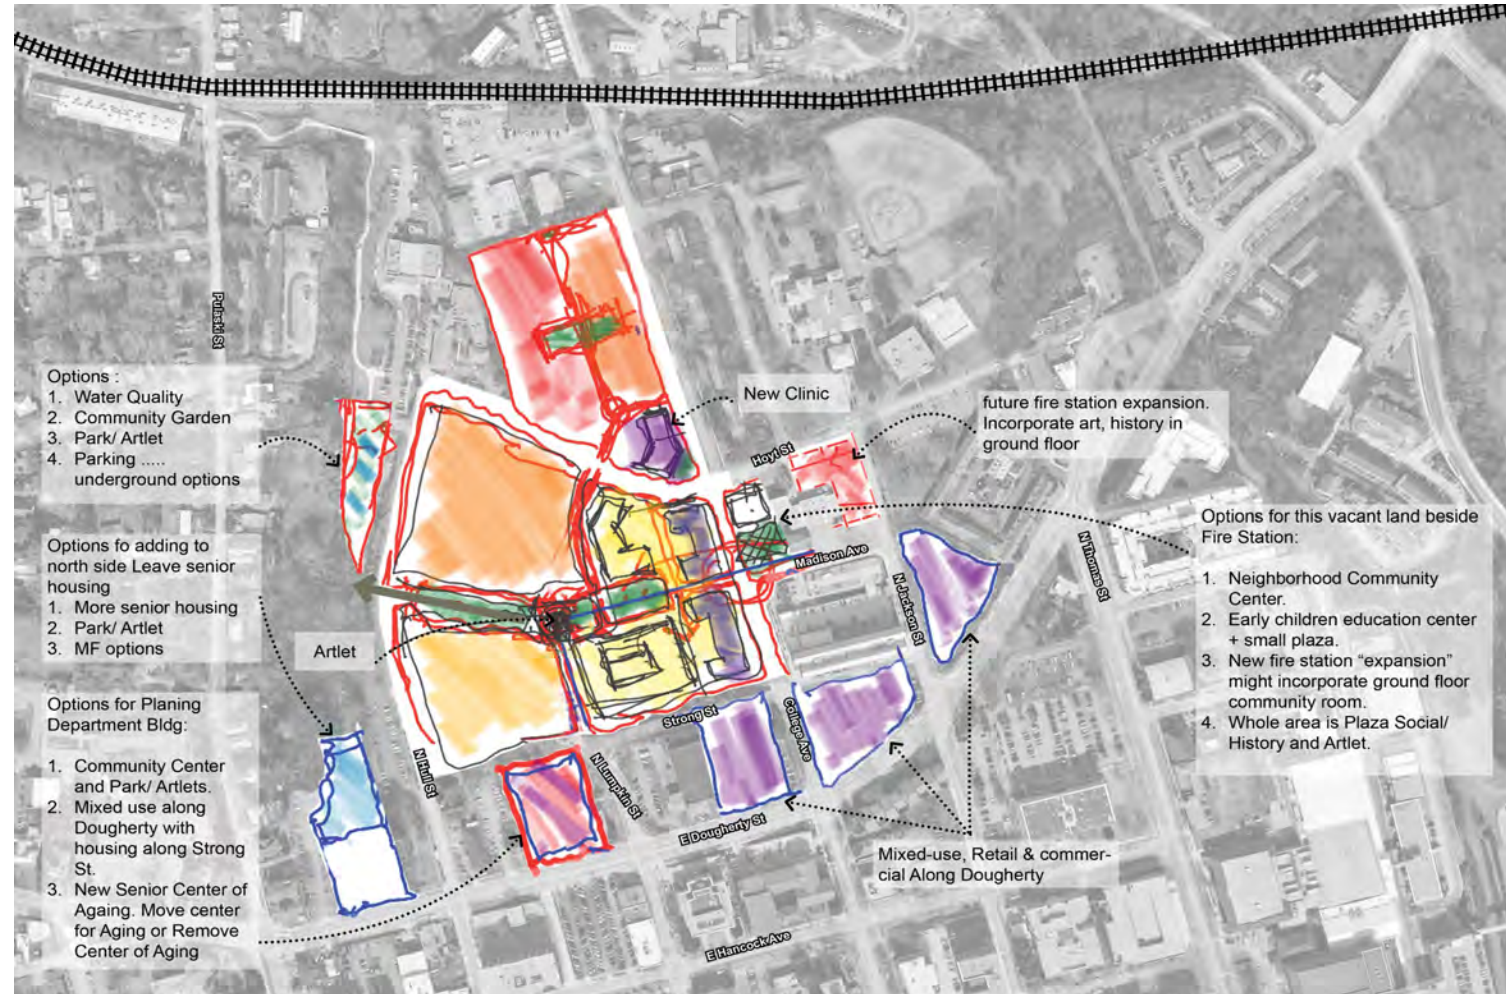 Pulaski St
Options :
1. Water Quality
2. Community Garden
3. Park/ Artlet
4. Parking .....
underground options
New Clinic
future fire station expansion.
Incorporate art, history in
ground floor
Hoyt St
Options fo adding to
north side Leave senior
housing
1. More senior housing
2. Park/ Artlet
3. MF options
Artlet
Madison Ave
N Jackson St
N Thomas St
Options for this vacant land beside
Fire Station:
1. Neighborhood Community
Center.
2. Early children education center
+ small plaza.
3. New fire station “expansion”
might incorporate ground floor
community room.
4. Whole area is Plaza Social/
History and Artlet.
Options for Planing
Department Bldg:
1. Community Center
and Park/ Artlets.
2. Mixed use along
Dougherty with
housing along Strong
St.
3. New Senior Center of
Againg. Move center
for Aging or Remove
Center of Aging
N Hull St
N Lumpkin St
Strong St
College Ave
E Dougherty St
Mixed-use, Retail & commer-
cial Along Dougherty
E Hancock Ave